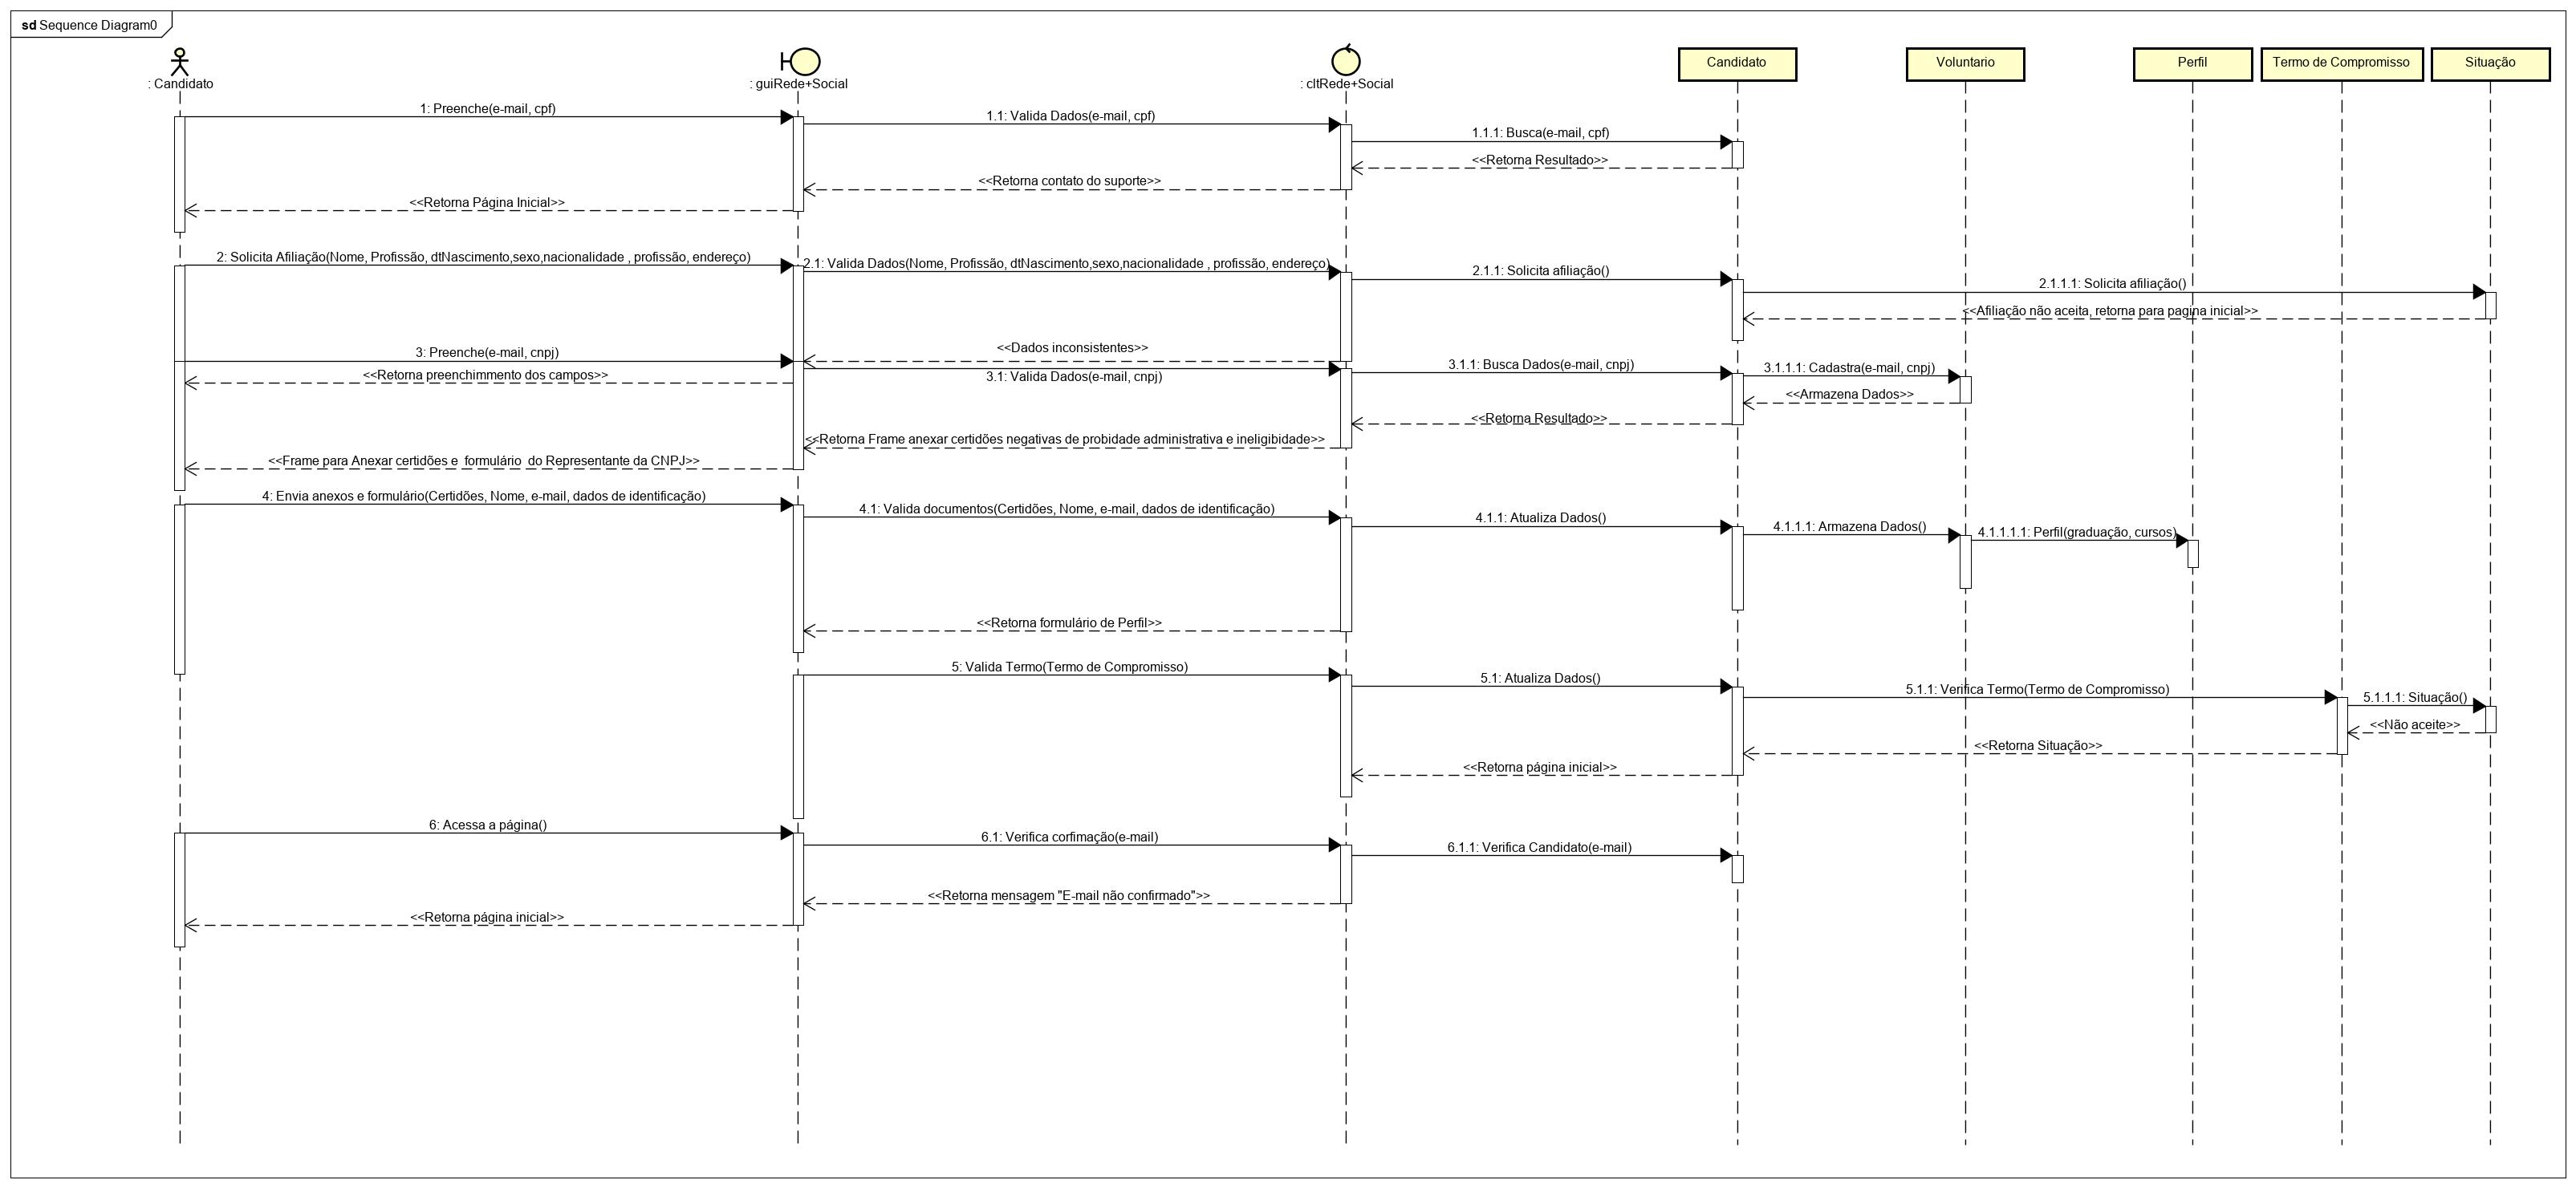 sd Sequence Diagram0
: Candidato
: guiRede+Social
: cltRede+Social
Candidato
Voluntario
Perfil
Termo de Compromisso
Situação
1: Preenche(e-mail, cpf)
1.1: Valida Dados(e-mail, cpf)
1.1.1: Busca(e-mail, cpf)
<<Retorna Resultado>>
<<Retorna contato do suporte>>
<<Retorna Página Inicial>>
2: Solicita Afiliação(Nome, Profissão, dtNascimento,sexo,nacionalidade , profissão, endereço)
2.1: Valida Dados(Nome, Profissão, dtNascimento,sexo,nacionalidade , profissão, endereço)
2.1.1: Solicita afiliação()
2.1.1.1: Solicita afiliação()
<<Afiliação não aceita, retorna para pagina inicial>>
<<Dados inconsistentes>>
3: Preenche(e-mail, cnpj)
<<Retorna preenchimmento dos campos>>
3.1: Valida Dados(e-mail, cnpj)
3.1.1: Busca Dados(e-mail, cnpj)
3.1.1.1: Cadastra(e-mail, cnpj)
<<Armazena Dados>>
<<Retorna Resultado>>
<<Retorna Frame anexar certidões negativas de probidade administrativa e ineligibidade>>
<<Frame para Anexar certidões e  formulário  do Representante da CNPJ>>
4: Envia anexos e formulário(Certidões, Nome, e-mail, dados de identificação)
4.1: Valida documentos(Certidões, Nome, e-mail, dados de identificação)
4.1.1: Atualiza Dados()
4.1.1.1: Armazena Dados()
4.1.1.1.1: Perfil(graduação, cursos)
<<Retorna formulário de Perfil>>
5: Valida Termo(Termo de Compromisso)
5.1: Atualiza Dados()
5.1.1: Verifica Termo(Termo de Compromisso)
5.1.1.1: Situação()
<<Não aceite>>
<<Retorna Situação>>
<<Retorna página inicial>>
6: Acessa a página()
6.1: Verifica corfimação(e-mail)
6.1.1: Verifica Candidato(e-mail)
<<Retorna mensagem "E-mail não confirmado">>
<<Retorna página inicial>>